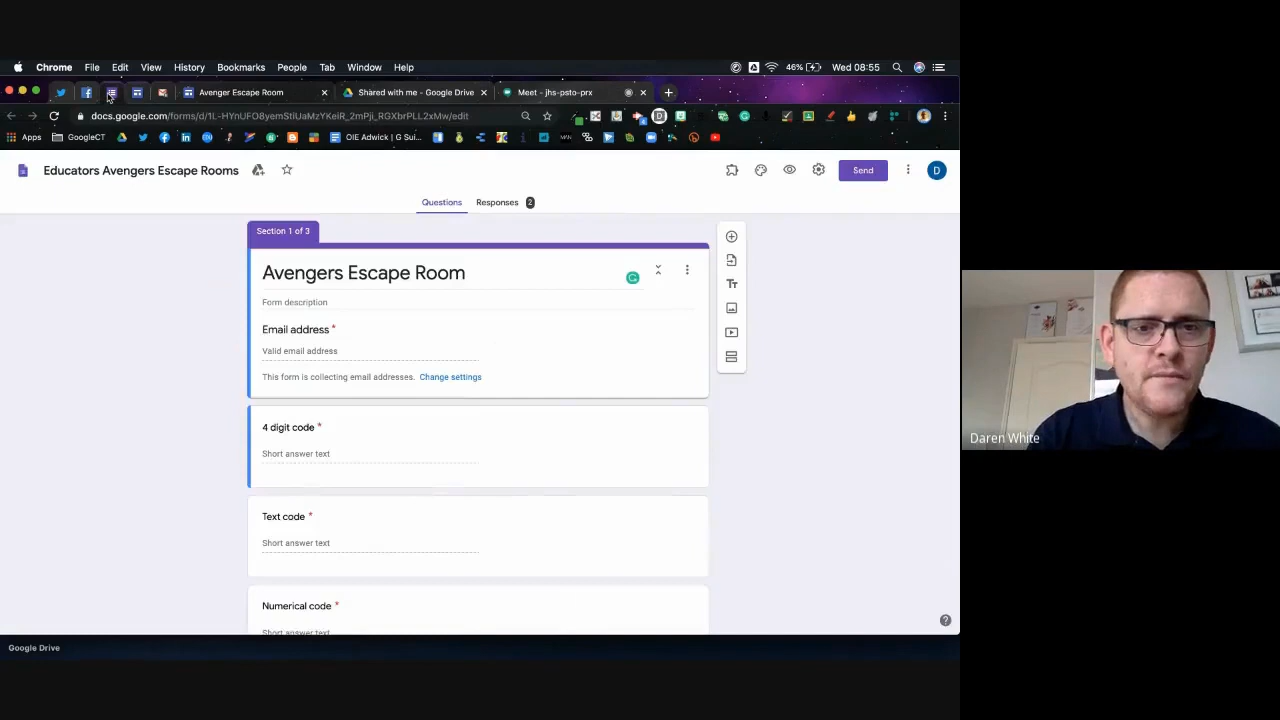 Chrome File Edit View History Bookmarks People Tab Window Help 46% Wed 08:55
Avenger Escape Room Shared with me - Google Drive Meet - jhs-psto-prx
docs.google.com/forms/d/1L-HYnUFO8yemStiUaMzYKeiR_2mPji_RGXbrPLL2xMw/edit
Apps GoogleCT OIE Adwick | G Sui...
Educators Avengers Escape Rooms Send D
Questions Responses 2
Section 1 of 3
Avengers Escape Room
Form description
Email address *
Valid email address
This form is collecting email addresses. Change settings
4 digit code *
Short answer text
Text code *
Short answer text
Numerical code *
Short answer text
Google Drive
Daren White